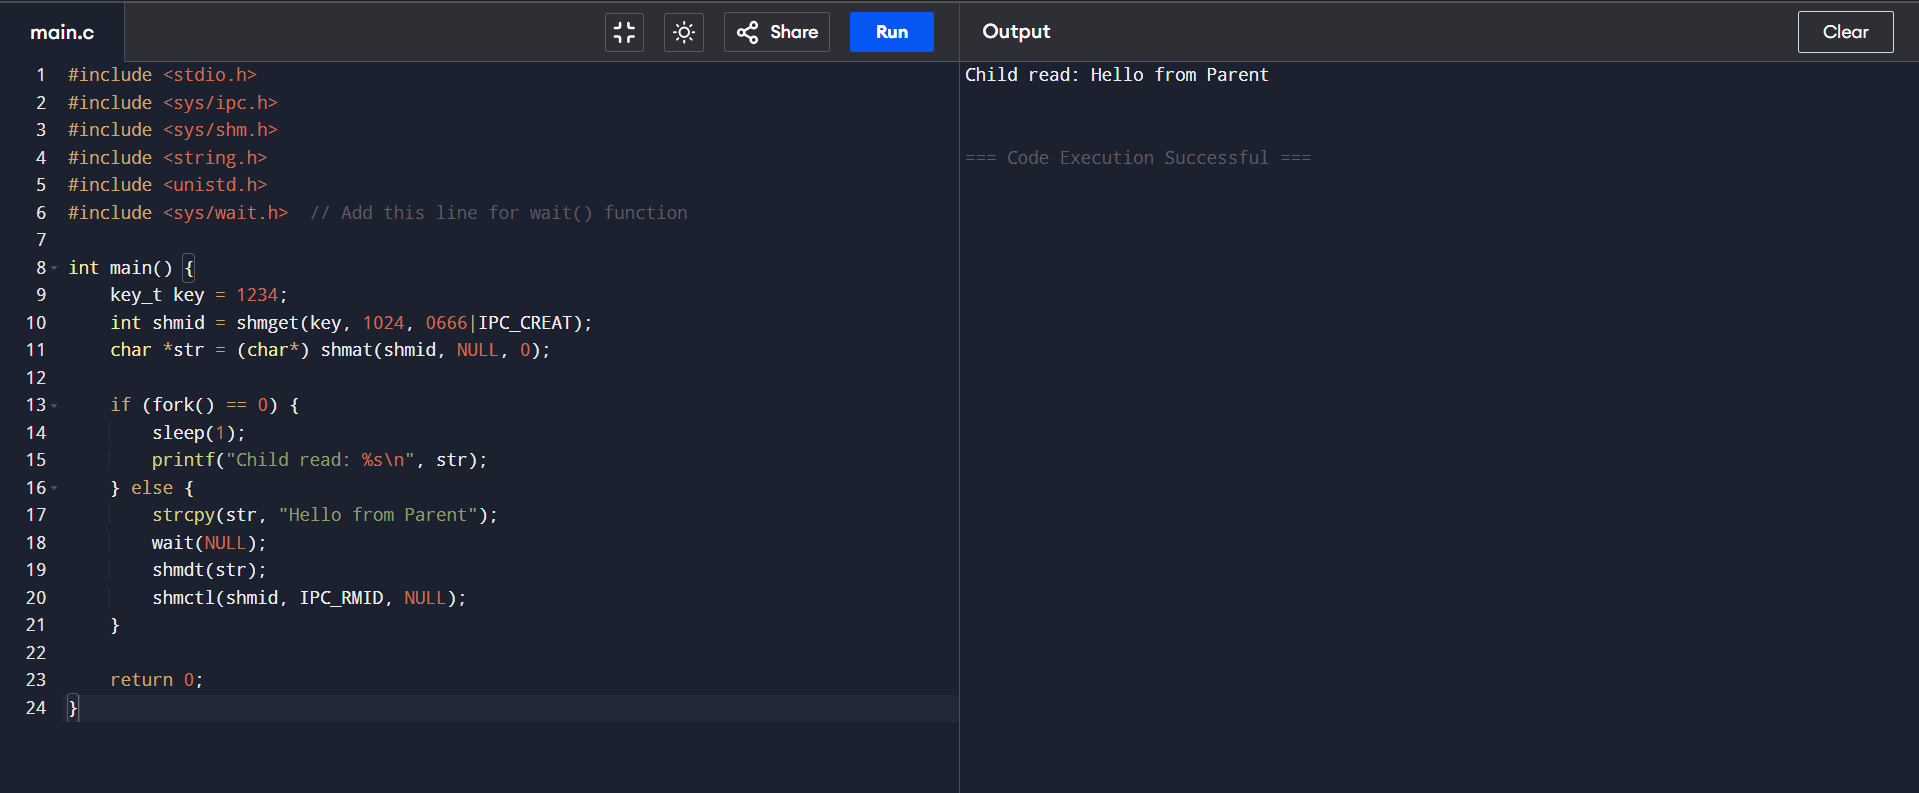 main.c
Share
Run
Output
Clear
1 #include <stdio.h>
2 #include <sys/ipc.h>
3 #include <sys/shm.h>
4 #include <string.h>
5 #include <unistd.h>
6 #include <sys/wait.h>  // Add this line for wait() function
7
8 int main() {
9     key_t key = 1234;
10     int shmid = shmget(key, 1024, 0666|IPC_CREAT);
11     char *str = (char*) shmat(shmid, NULL, 0);
12
13     if (fork() == 0) {
14         sleep(1);
15         printf("Child read: %s\n", str);
16     } else {
17         strcpy(str, "Hello from Parent");
18         wait(NULL);
19         shmdt(str);
20         shmctl(shmid, IPC_RMID, NULL);
21     }
22
23     return 0;
24 }
Child read: Hello from Parent
=== Code Execution Successful ===